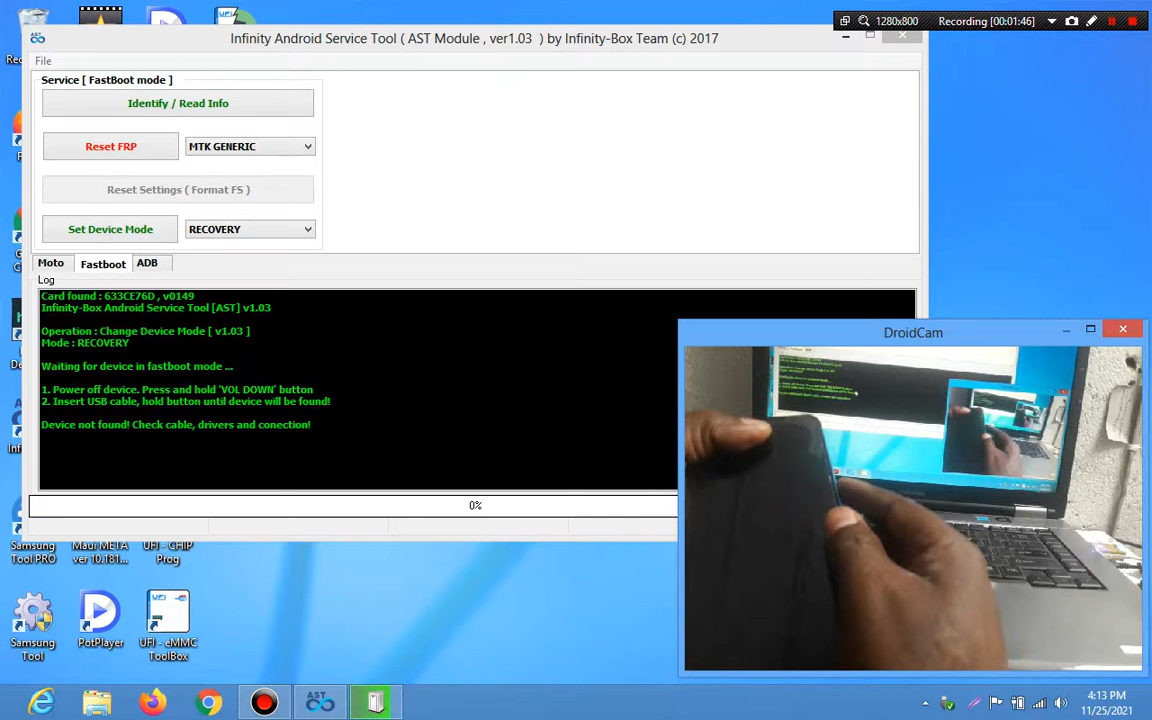 1280x800
Recording [00:01:46]
Infinity Android Service Tool ( AST Module , ver1.03 ) by Infinity-Box Team (c) 2017
File
Service [ FastBoot mode ]
Identify / Read Info
Reset FRP
MTK GENERIC
Reset Settings ( Format FS )
Set Device Mode
RECOVERY
Moto
Fastboot
ADB
Log
Card found : 633CE76D , v0149
Infinity-Box Android Service Tool [AST] v1.03
Operation : Change Device Mode [ v1.03 ]
Mode : RECOVERY
Waiting for device in fastboot mode ...
1. Power off device. Press and hold 'VOL DOWN' button
2. Insert USB cable, hold button until device will be found!
Device not found! Check cable, drivers and conection!
0%
DroidCam
Samsung
Tool PRO
Maui META
ver 10.181...
UFI - CHIP
Prog
Samsung
Tool
PotPlayer
UFI - eMMC
ToolBox
AST
4:13 PM
11/25/2021